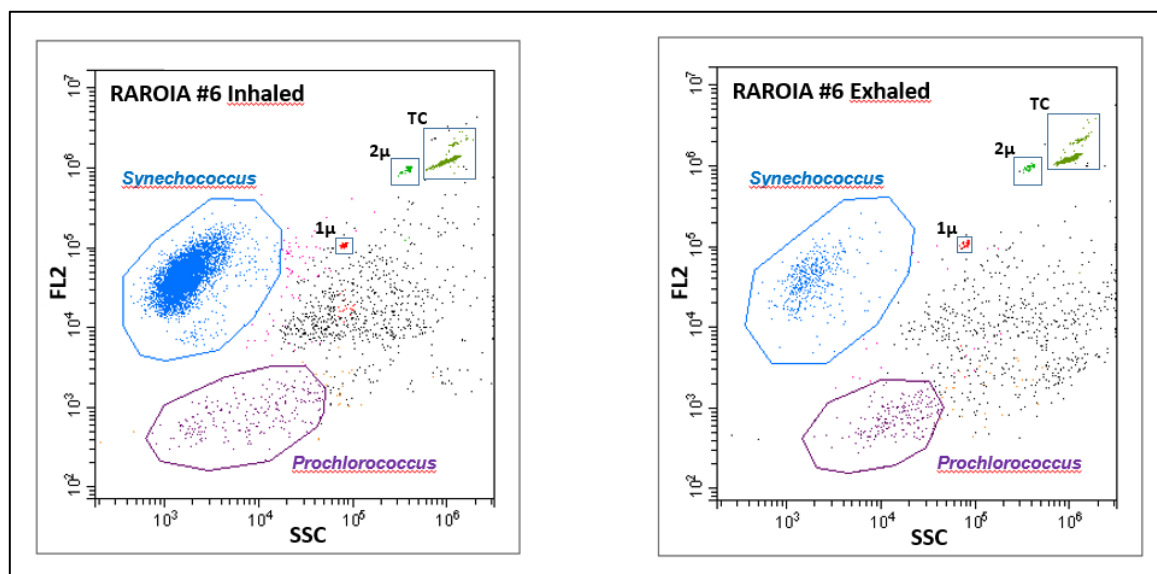 RAROIA #6 Inhaled
TC
2µ
Synechococcus
1µ
Prochlorococcus
FL2
10⁷
10⁶
10⁵
10⁴
10³
10²
10³ 10⁴ 10⁵ 10⁶
SSC
RAROIA #6 Exhaled
TC
2µ
Synechococcus
1µ
Prochlorococcus
FL2
10⁷
10⁶
10⁵
10⁴
10³
10²
10³ 10⁴ 10⁵ 10⁶
SSC